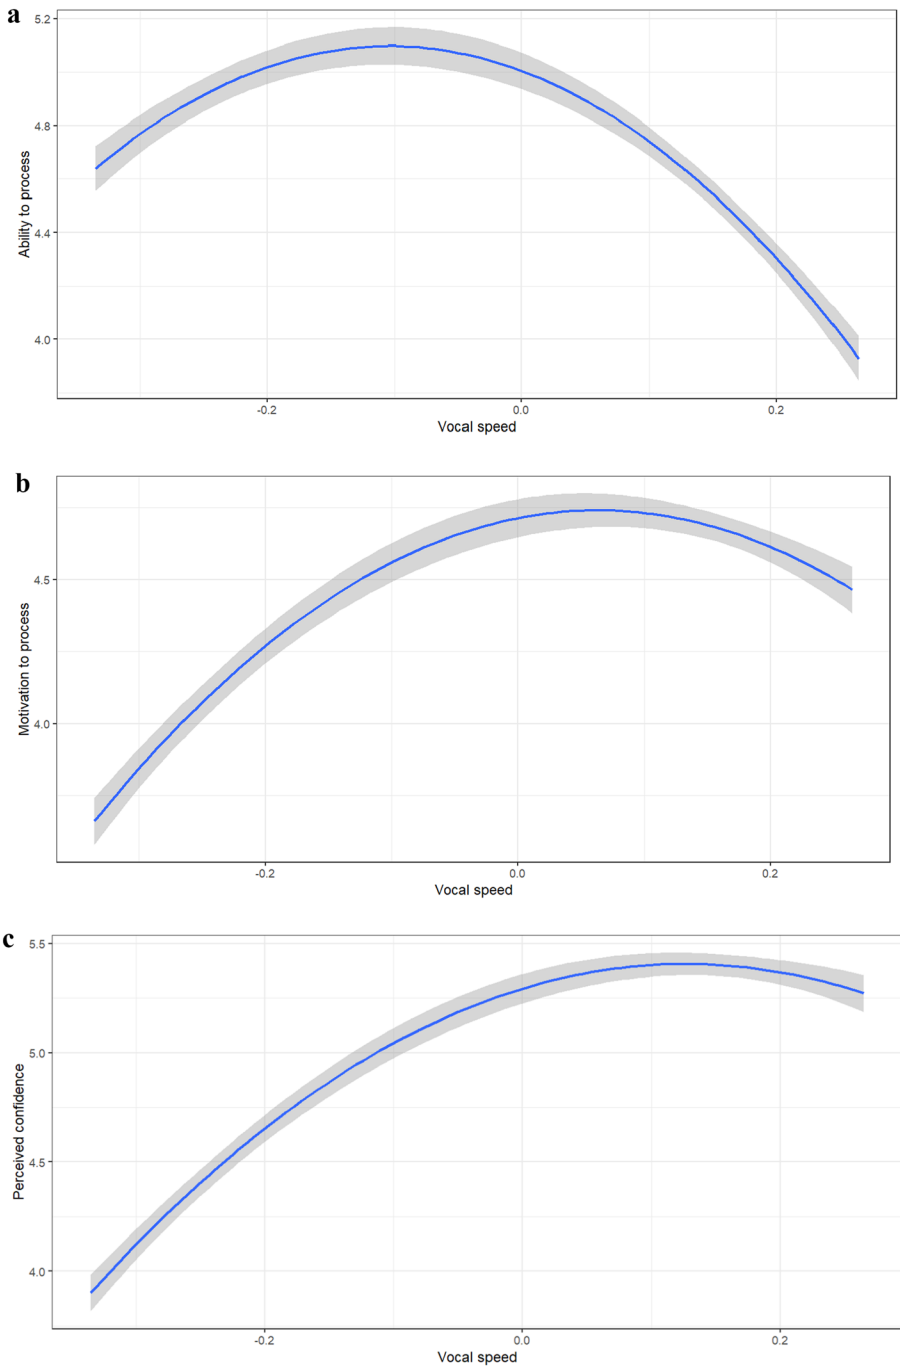 a
5.2
4.8
4.4
4.0
Ability to process
-0.2 0.0 0.2
Vocal speed
b
4.5
4.0
Motivation to process
-0.2 0.0 0.2
Vocal speed
c
5.5
5.0
4.5
4.0
Perceived confidence
-0.2 0.0 0.2
Vocal speed